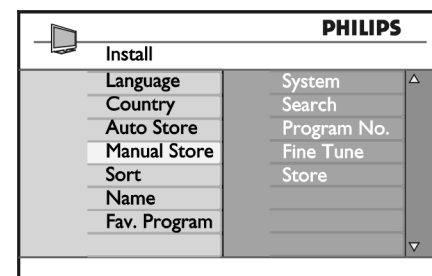 PHILIPS
Install
Language
Country
Auto Store
Manual Store
Sort
Name
Fav. Program
System
Search
Program No.
Fine Tune
Store